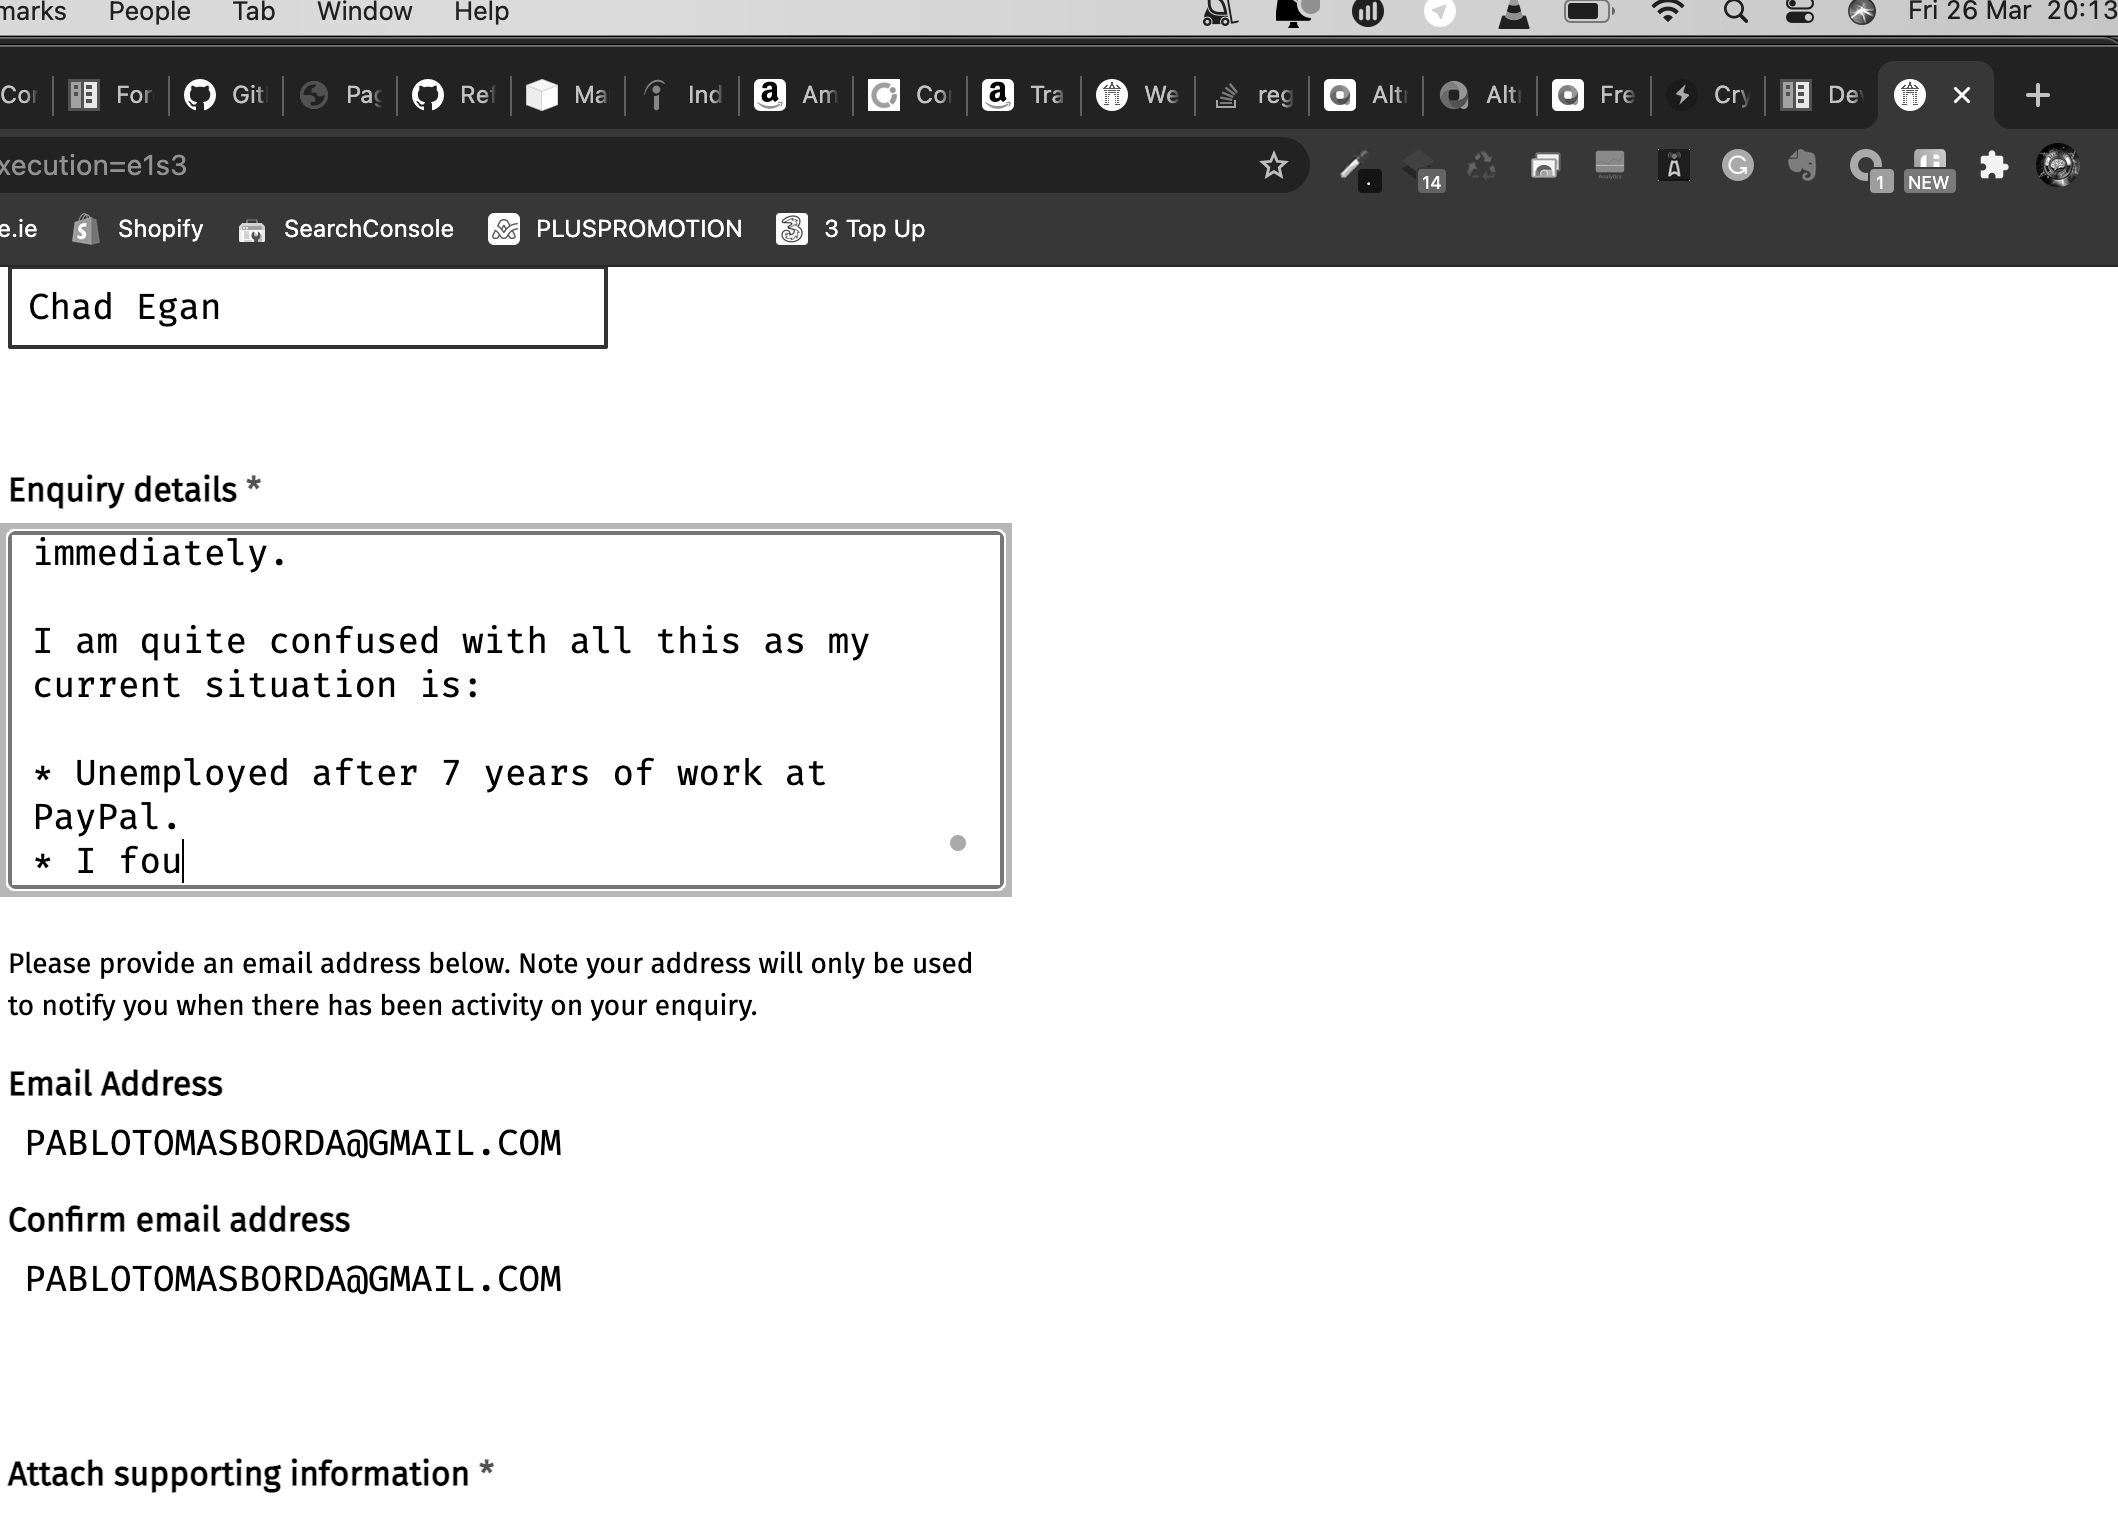 marks People Tab Window Help Fri 26 Mar 20:13
Cor For Git Pag Ref Ma Ind Am Co Tra We reg Alt Alt Fre Cry De
xecution=e1s3 14 1 NEW
e.ie Shopify SearchConsole PLUSPROMOTION 3 Top Up
Chad Egan
Enquiry details *
immediately.
I am quite confused with all this as my
current situation is:
* Unemployed after 7 years of work at
PayPal.
* I fou
Please provide an email address below. Note your address will only be used
to notify you when there has been activity on your enquiry.
Email Address
PABLOTOMASBORDA@GMAIL.COM
Confirm email address
PABLOTOMASBORDA@GMAIL.COM
Attach supporting information *